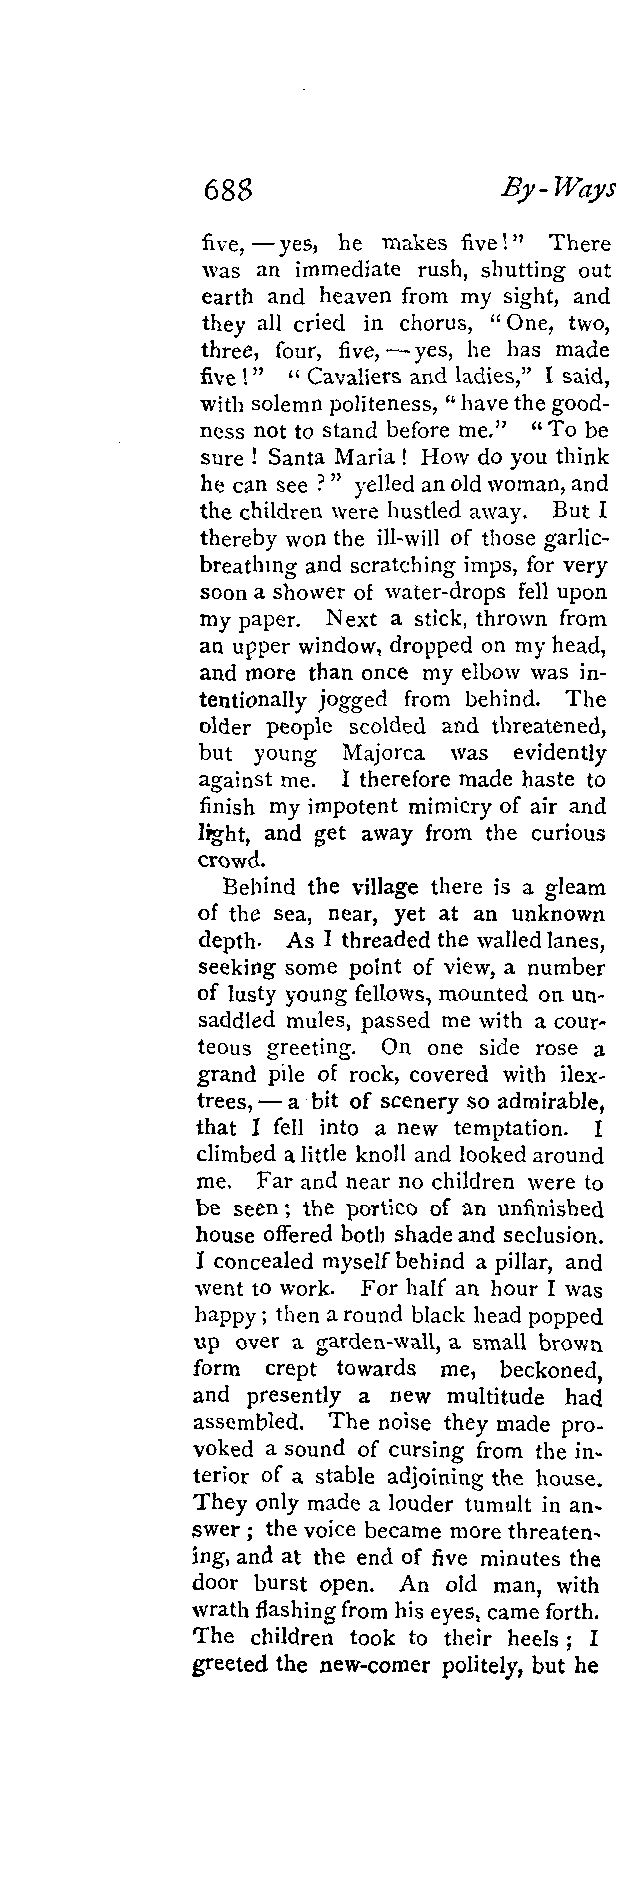 688 By-Ways
five, — yes, he makes five!" There
was an immediate rush, shutting out
earth and heaven from my sight, and
they all cried in chorus, "One, two,
three, four, five, — yes, he has made
five!" "Cavaliers and ladies," I said,
with solemn politeness, "have the good-
ness not to stand before me." "To be
sure! Santa Maria! How do you think
he can see?" yelled an old woman, and
the children were hustled away. But I
thereby won the ill-will of those garlic-
breathing and scratching imps, for very
soon a shower of water-drops fell upon
my paper. Next a stick, thrown from
an upper window, dropped on my head,
and more than once my elbow was in-
tentionally jogged from behind. The
older people scolded and threatened,
but young Majorca was evidently
against me. I therefore made haste to
finish my impotent mimicry of air and
light, and get away from the curious
crowd.
Behind the village there is a gleam
of the sea, near, yet at an unknown
depth. As I threaded the walled lanes,
seeking some point of view, a number
of lusty young fellows, mounted on un-
saddled mules, passed me with a cour-
teous greeting. On one side rose a
grand pile of rock, covered with ilex-
trees, — a bit of scenery so admirable,
that I fell into a new temptation. I
climbed a little knoll and looked around
me. Far and near no children were to
be seen; the portico of an unfinished
house offered both shade and seclusion.
I concealed myself behind a pillar, and
went to work. For half an hour I was
happy; then a round black head popped
up over a garden-wall, a small brown
form crept towards me, beckoned,
and presently a new multitude had
assembled. The noise they made pro-
voked a sound of cursing from the in-
terior of a stable adjoining the house.
They only made a louder tumult in an-
swer; the voice became more threaten-
ing, and at the end of five minutes the
door burst open. An old man, with
wrath flashing from his eyes, came forth.
The children took to their heels; I
greeted the new-comer politely, but he